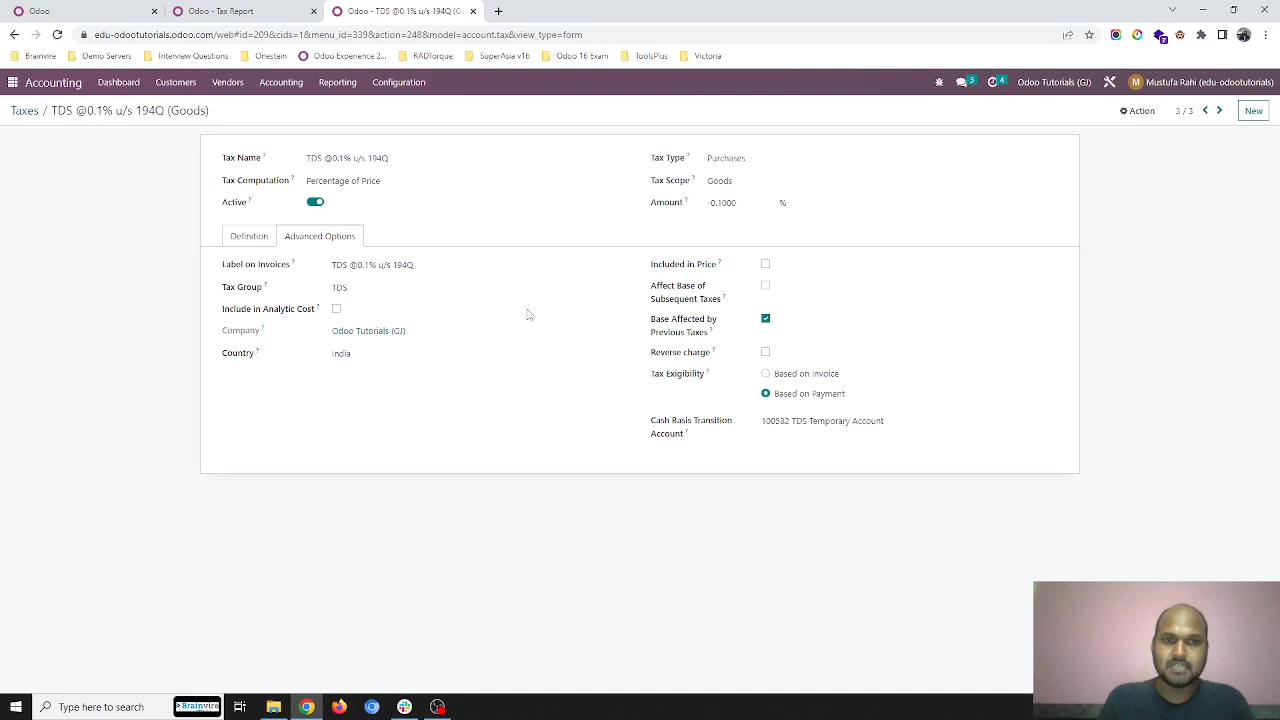 Odoo
Odoo - Tax Report
Odoo - TDS @0.1% u/s 194Q (Go
edu-odootutorials.odoo.com/web#id=209&cids=1&menu_id=339&action=248&model=account.tax&view_type=form
7
Brainvire
Demo Servers
Interview Questions
Onestein
Odoo Experience 2...
RADTorque
SuperAsia v16
Odoo 16 Exam
ToolsPlus
Victoria
Accounting
Dashboard
Customers
Vendors
Accounting
Reporting
Configuration
3
4
Odoo Tutorials (GJ)
M
Mustufa Rahi (edu-odootutorials)
Taxes / TDS @0.1% u/s 194Q (Goods)
Action
3 / 3
New
Tax Name ?
TDS @0.1% u/s 194Q
Tax Type ?
Purchases
Tax Computation ?
Percentage of Price
Tax Scope ?
Goods
Active ?
Amount ?
-0.1000
%
Definition
Advanced Options
Label on Invoices ?
TDS @0.1% u/s 194Q
Included in Price ?
Tax Group ?
TDS
Affect Base of
Subsequent Taxes ?
Include in Analytic Cost ?
Base Affected by
Previous Taxes ?
Company ?
Odoo Tutorials (GJ)
Country ?
India
Reverse charge ?
Tax Exigibility ?
Based on Invoice
Based on Payment
Cash Basis Transition
Account ?
100582 TDS Temporary Account
Type here to search
Brainvire